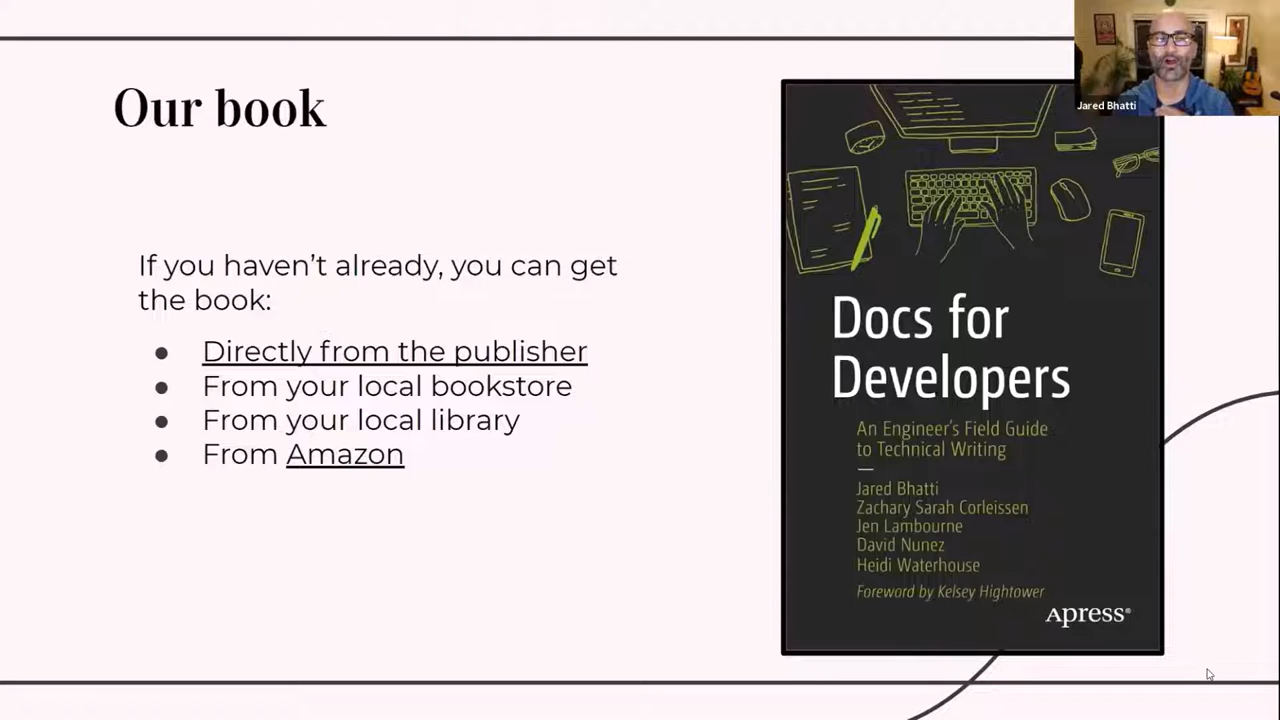 Our book
If you haven’t already, you can get
the book:
● Directly from the publisher
● From your local bookstore
● From your local library
● From Amazon
Docs for
Developers
An Engineer's Field Guide
to Technical Writing
Jared Bhatti
Zachary Sarah Corleissen
Jen Lambourne
David Nunez
Heidi Waterhouse
Foreword by Kelsey Hightower
Apress®
Jared Bhatti